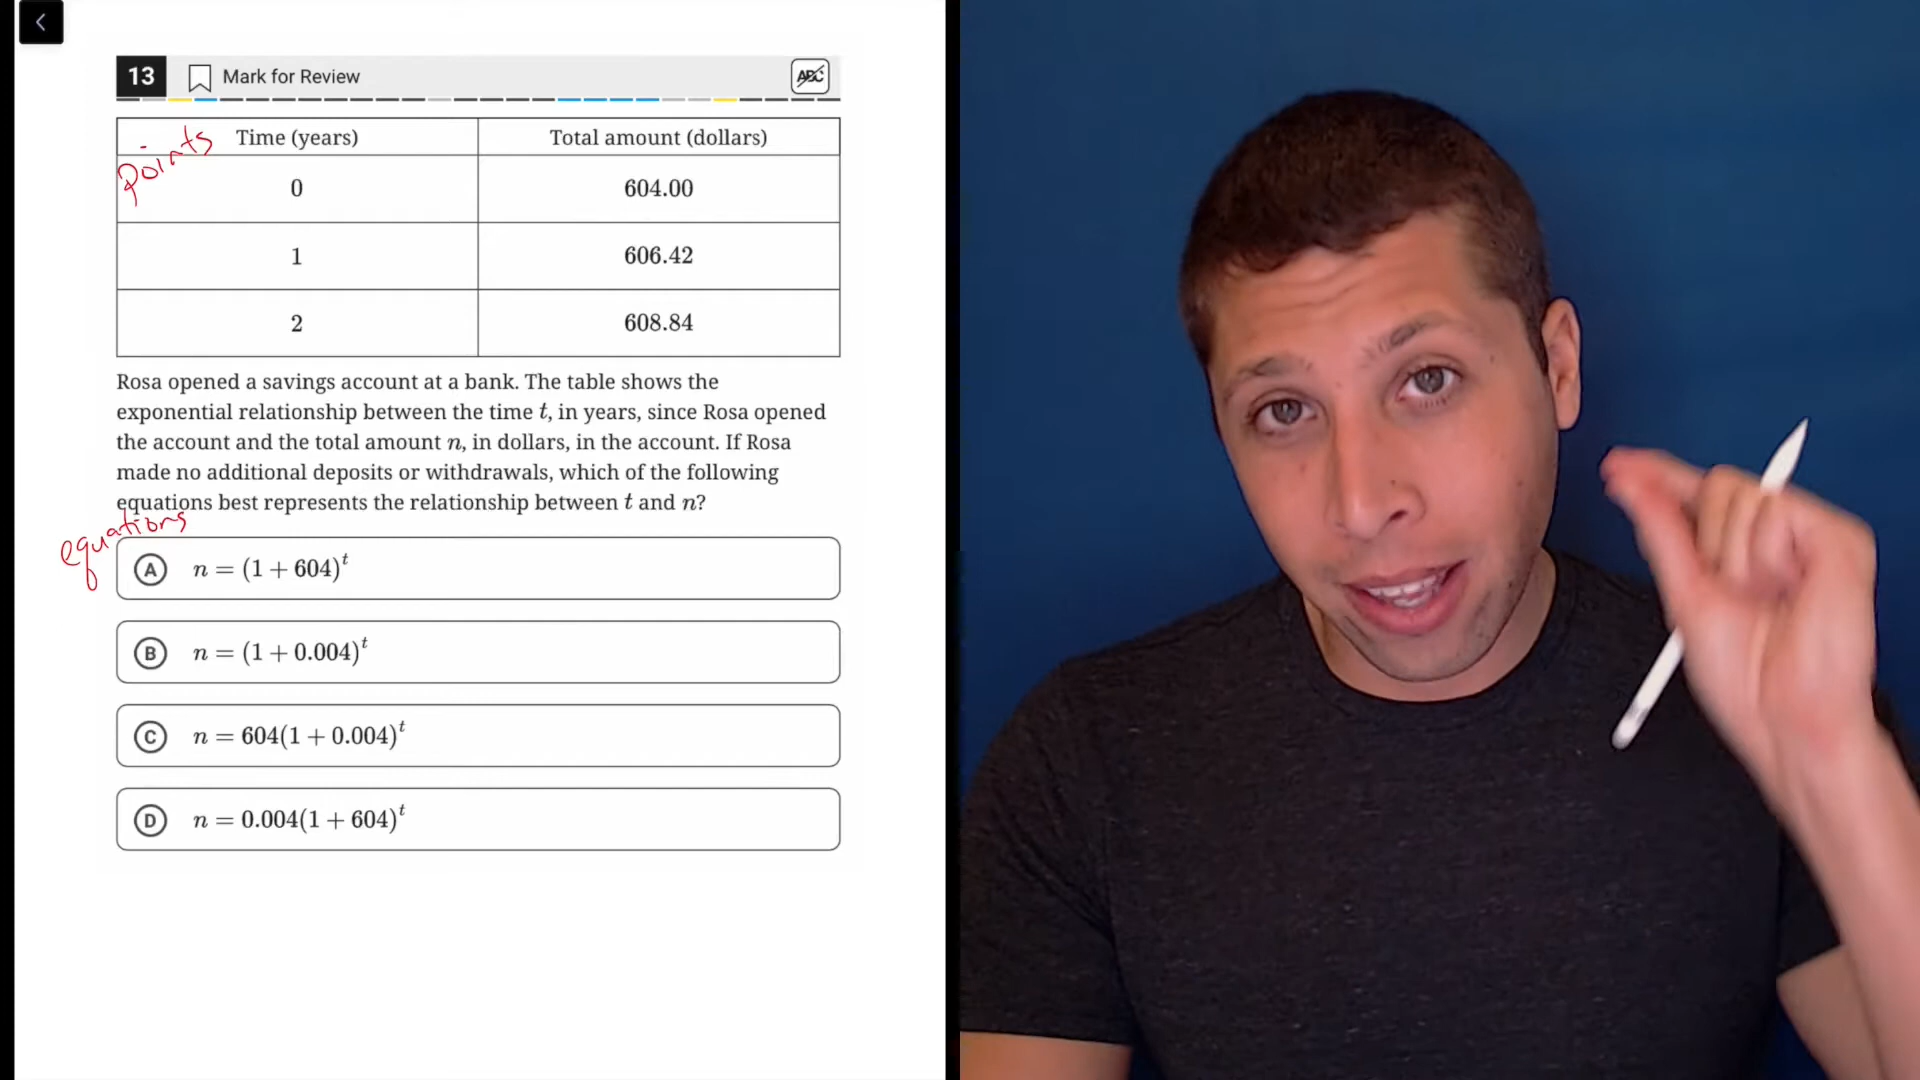 13 Mark for Review ABC
Time (years) Total amount (dollars)
points
0 604.00
1 606.42
2 608.84
Rosa opened a savings account at a bank. The table shows the
exponential relationship between the time t, in years, since Rosa opened
the account and the total amount n, in dollars, in the account. If Rosa
made no additional deposits or withdrawals, which of the following
equations best represents the relationship between t and n?
equations
A n = (1 + 604)^t
B n = (1 + 0.004)^t
C n = 604(1 + 0.004)^t
D n = 0.004(1 + 604)^t